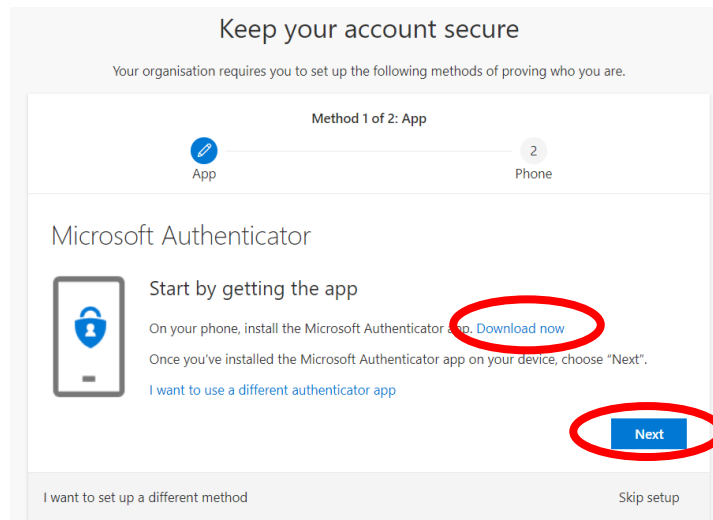 Keep your account secure
Your organisation requires you to set up the following methods of proving who you are.
Method 1 of 2: App
2
App
Phone
Microsoft Authenticator
Start by getting the app
On your phone, install the Microsoft Authenticator app. Download now
Once you've installed the Microsoft Authenticator app on your device, choose “Next”.
I want to use a different authenticator app
Next
I want to set up a different method
Skip setup